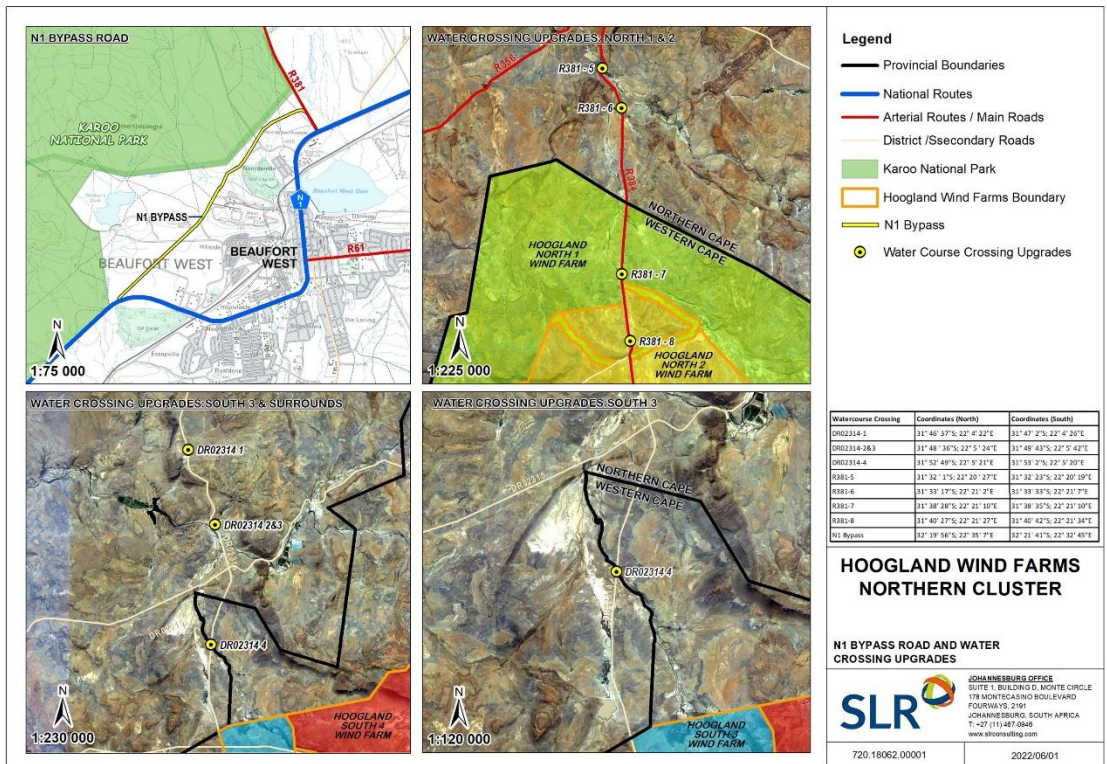 N1 BYPASS ROAD
R381
KAROO
NATIONAL PARK
N1 BYPASS
N
1
Beaufort West Dam
BEAUFORT
WEST
BEAUFORT WEST
R61
Hillside
N
1:75 000
WATER CROSSING UPGRADES: NORTH 1 & 2
R356
R381 - 5
R381 - 6
R381
NORTHERN CAPE
WESTERN CAPE
HOOGLAND
NORTH 1
WIND FARM
R381 - 7
R381 - 8
HOOGLAND
NORTH 2
WIND FARM
N
1:225 000
WATER CROSSING UPGRADES:SOUTH 3 & SURROUNDS
DR02314 1
DR02314 2&3
DR02314
DR02314 4
HOOGLAND
SOUTH 4
WIND FARM
N
1:230 000
WATER CROSSING UPGRADES:SOUTH 3
NORTHERN CAPE
WESTERN CAPE
DR02314 4
HOOGLAND
SOUTH 3
WIND FARM
N
1:120 000
Legend
Provincial Boundaries
National Routes
Arterial Routes / Main Roads
District /Ssecondary Roads
Karoo National Park
Hoogland Wind Farms Boundary
N1 Bypass
Water Course Crossing Upgrades
Watercourse Crossing Coordinates (North) Coordinates (South)
DR02314-1 31° 46' 37"S; 22° 4' 22"E 31° 47' 2"S; 22° 4' 26"E
DR02314-2&3 31° 48 ' 36"S; 22° 5 ' 24"E 31° 49' 43"S; 22° 5' 42"E
DR02314-4 31° 52' 49"S; 22° 5' 21"E 31° 53' 2"S; 22° 5' 20"E
R381-5 31° 32 ' 1"S; 22° 20 ' 27"E 31° 32' 23"S; 22° 20' 19"E
R381-6 31° 33' 17"S; 22° 21' 2"E 31° 33' 33"S; 22° 21' 7"E
R381-7 31° 38' 28"S; 22° 21' 10"E 31° 38' 35"S; 22° 21' 10"E
R381-8 31° 40' 27"S; 22° 21' 27"E 31° 40' 42"S; 22° 21' 34"E
N1 Bypass 32° 19' 56"S; 22° 35' 7"E 32° 21' 41"S; 22° 32' 45"E
HOOGLAND WIND FARMS
NORTHERN CLUSTER
N1 BYPASS ROAD AND WATER
CROSSING UPGRADES
SLR
JOHANNESBURG OFFICE
SUITE 1, BUILDING D, MONTE CIRCLE
178 MONTECASINO BOULEVARD
FOURWAYS, 2191
JOHANNESBURG, SOUTH AFRICA
T: +27 (11) 467-0946
www.slrconsulting.com
720.18062.00001
2022/06/01